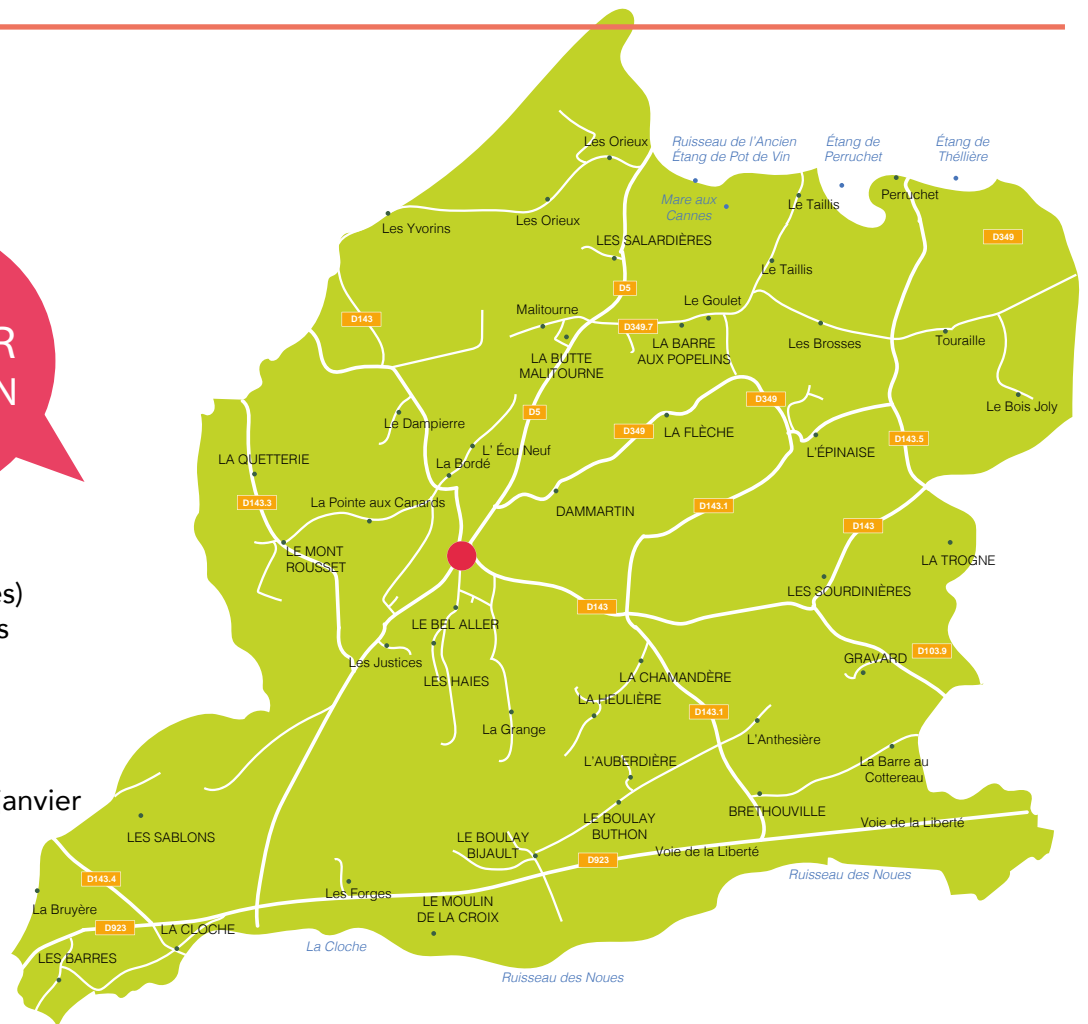 Les Orieux
Ruisseau de l'Ancien
Étang de Pot de Vin
Étang de
Perruchet
Étang de
Théllière
Perruchet
Mare aux
Cannes
Le Taillis
Les Orieux
Les Yvorins
LES SALARDIÈRES
D349
Le Taillis
D5
Le Goulet
Malitourne
D143
D349.7
LA BARRE
AUX POPELINS
Les Brosses
Touraille
LA BUTTE
MALITOURNE
R
N
D349
Le Bois Joly
D5
Le Dampierre
D349
LA FLÈCHE
D143.5
L' Écu Neuf
L'ÉPINAISE
LA QUETTERIE
La Bordé
D143.3
La Pointe aux Canards
DAMMARTIN
D143.1
D143
LE MONT
ROUSSET
LA TROGNE
es)
s
LES SOURDINIÈRES
D143
LE BEL ALLER
D103.9
GRAVARD
Les Justices
LES HAIES
LA CHAMANDÈRE
LA HEULIÈRE
D143.1
La Grange
L'Anthesière
L'AUBERDIÈRE
La Barre au
Cottereau
anvier
BRETHOUVILLE
LE BOULAY
BUTHON
Voie de la Liberté
LES SABLONS
LE BOULAY
BIJAULT
Voie de la Liberté
D923
Ruisseau des Noues
D143.4
Les Forges
LE MOULIN
DE LA CROIX
La Bruyère
D923
LA CLOCHE
La Cloche
LES BARRES
Ruisseau des Noues